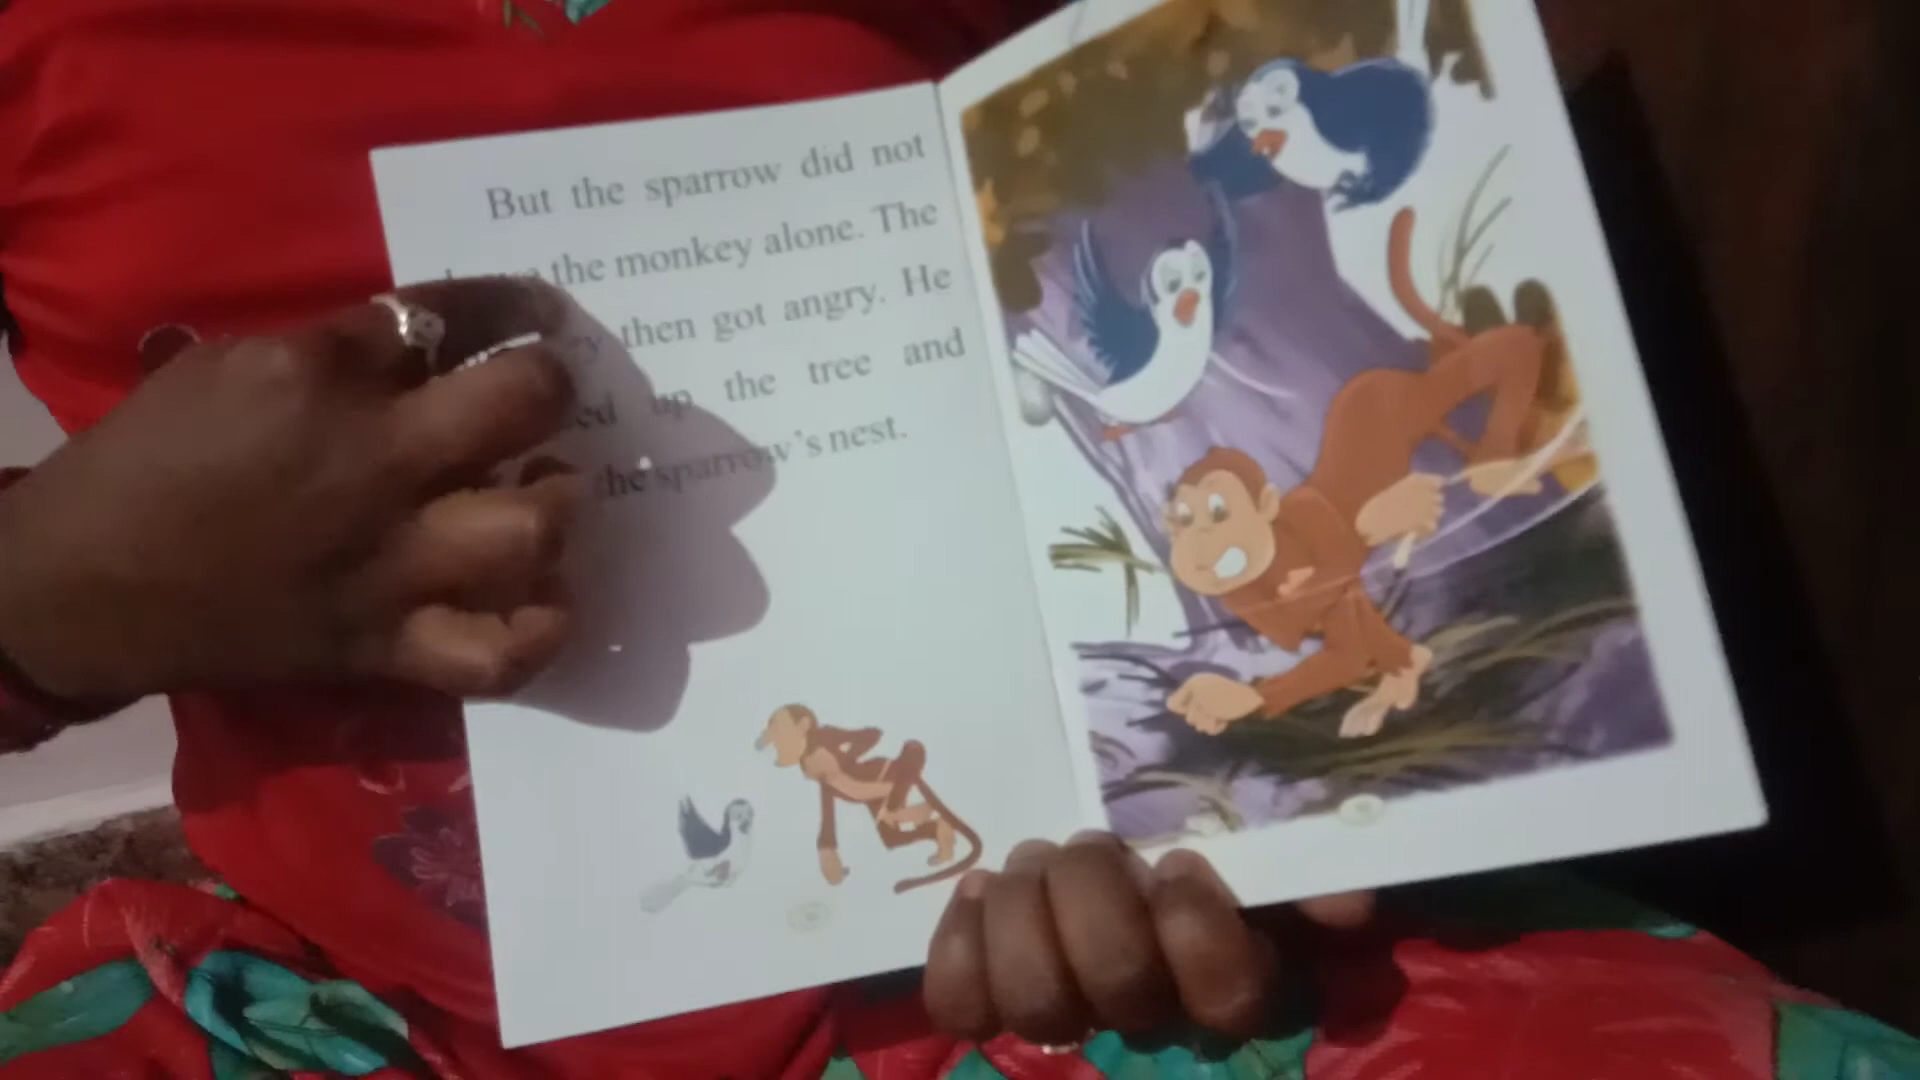 But the sparrow did not
the monkey alone. The
then got angry. He
up the tree and
the sparrow's nest.